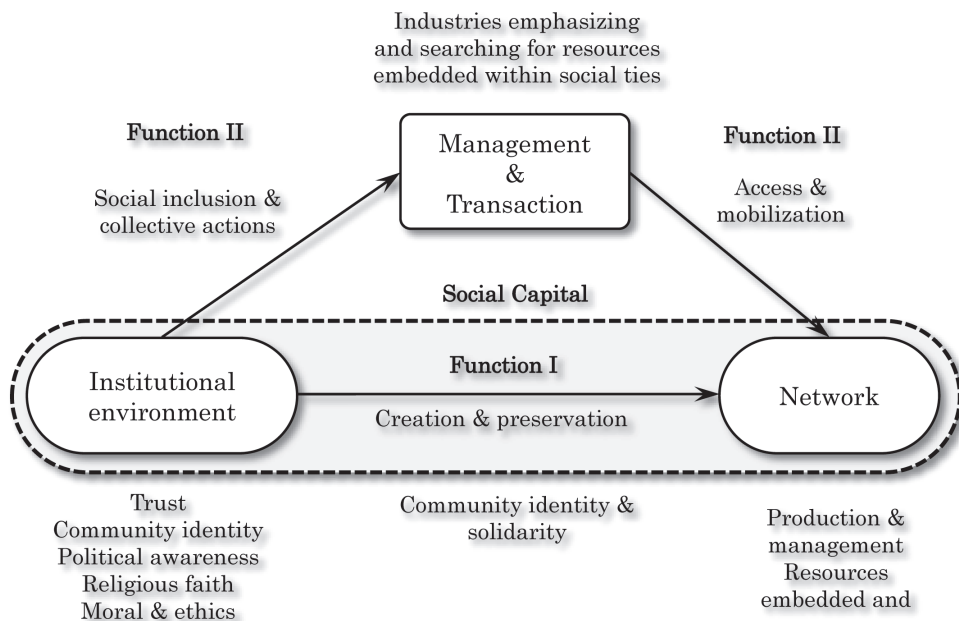 Industries emphasizing
and searching for resources
embedded within social ties
Function II
Management
&
Transaction
Function II
Social inclusion &
collective actions
Access &
mobilization
Social Capital
Institutional
environment
Function I
Creation & preservation
Network
Trust
Community identity
Political awareness
Religious faith
Moral & ethics
Community identity &
solidarity
Production &
management
Resources
embedded and